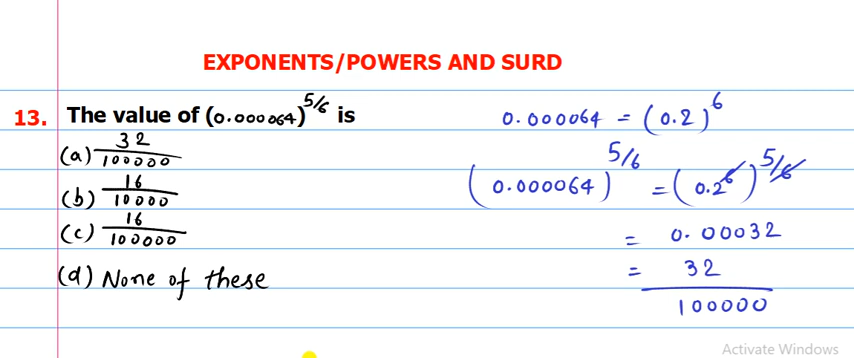 EXPONENTS/POWERS AND SURD
13. The value of (0.000064)^5/6 is
(a) 32/100000
(b) 16/10000
(c) 16/100000
(d) None of these
0.000064 = (0.2)^6
(0.000064)^5/6 = (0.2^6)^5/6
= 0.00032
= 32/100000
Activate Windows